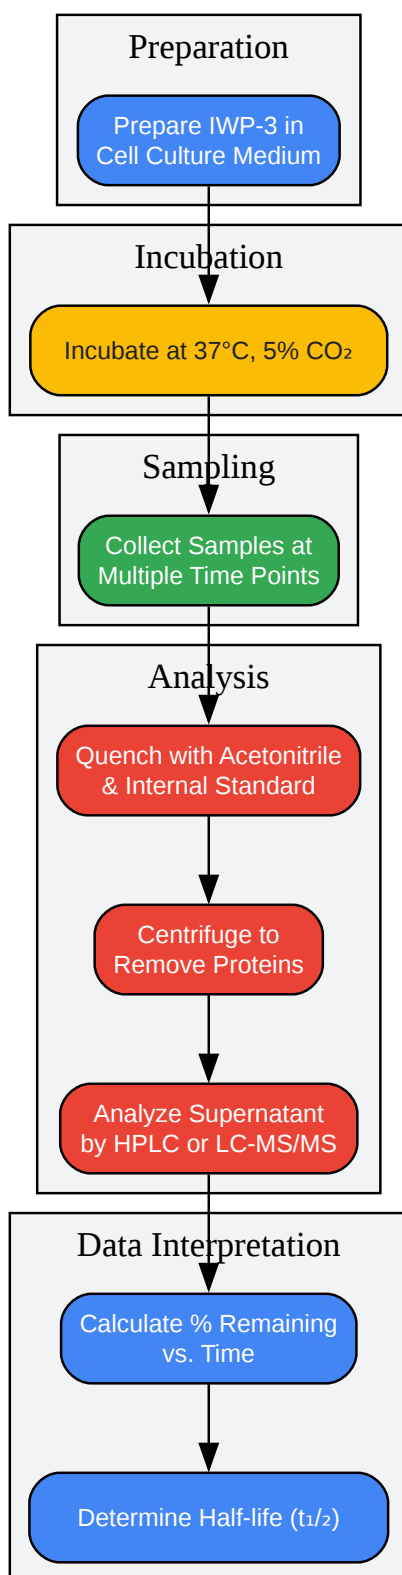 Preparation
Prepare IWP-3 in
Cell Culture Medium
Incubation
Incubate at 37°C, 5% CO₂
Sampling
Collect Samples at
Multiple Time Points
Analysis
Quench with Acetonitrile
& Internal Standard
Centrifuge to
Remove Proteins
Analyze Supernatant
by HPLC or LC-MS/MS
Data Interpretation
Calculate % Remaining
vs. Time
Determine Half-life (t₁/₂)